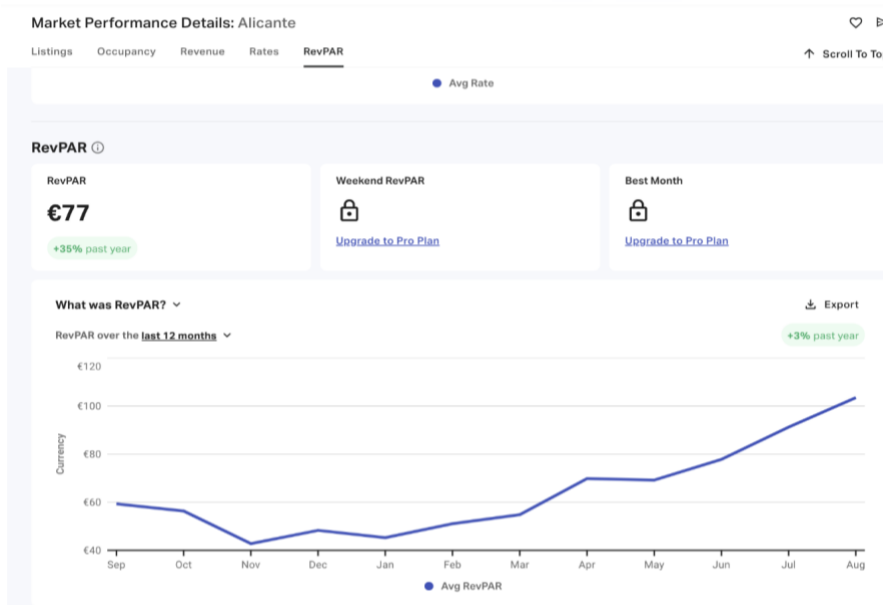 Market Performance Details: Alicante
Listings Occupancy Revenue Rates RevPAR
Scroll To To
Avg Rate
RevPAR
RevPAR
€77
+35% past year
Weekend RevPAR
Upgrade to Pro Plan
Best Month
Upgrade to Pro Plan
What was RevPAR?
Export
RevPAR over the last 12 months
+3% past year
€120
€100
€80
€60
€40
Currency
Sep Oct Nov Dec Jan Feb Mar Apr May Jun Jul Aug
Avg RevPAR